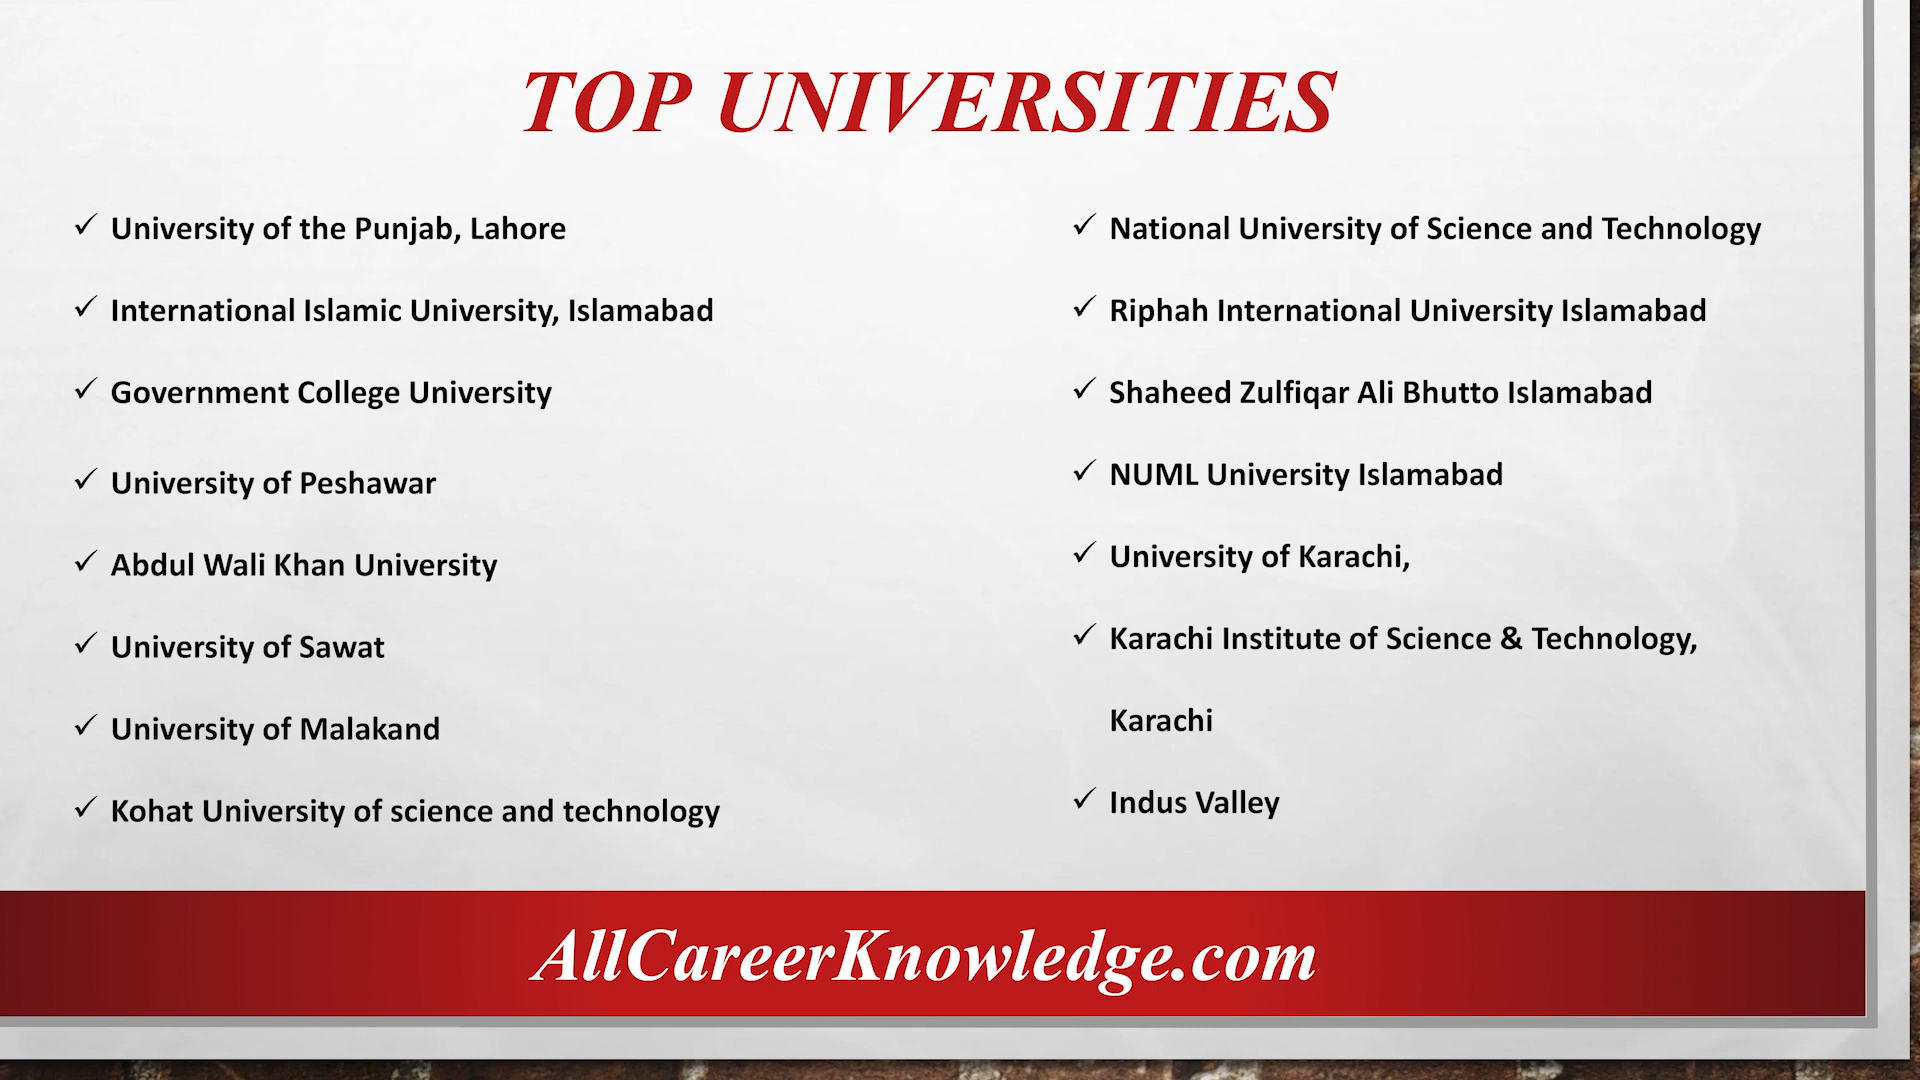 TOP UNIVERSITIES
University of the Punjab, Lahore
International Islamic University, Islamabad
Government College University
University of Peshawar
Abdul Wali Khan University
University of Sawat
University of Malakand
Kohat University of science and technology
National University of Science and Technology
Riphah International University Islamabad
Shaheed Zulfiqar Ali Bhutto Islamabad
NUML University Islamabad
University of Karachi,
Karachi Institute of Science & Technology,
Karachi
Indus Valley
AllCareerKnowledge.com